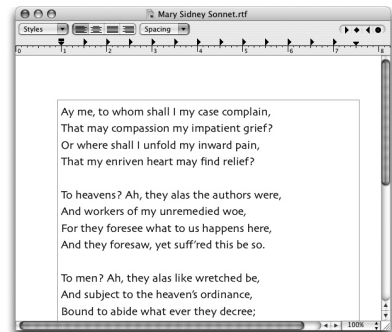 Mary Sidney Sonnet.rtf
Styles Spacing
0 1 2 3 4 5 6 7 8
Ay me, to whom shall I my case complain,
That may compassion my impatient grief?
Or where shall I unfold my inward pain,
That my enriven heart may find relief?
To heavens? Ah, they alas the authors were,
And workers of my unremedied woe,
For they foresee what to us happens here,
And they foresaw, yet suff'red this be so.
To men? Ah, they alas like wretched be,
And subject to the heaven's ordinance,
Bound to abide what ever they decree;
100%